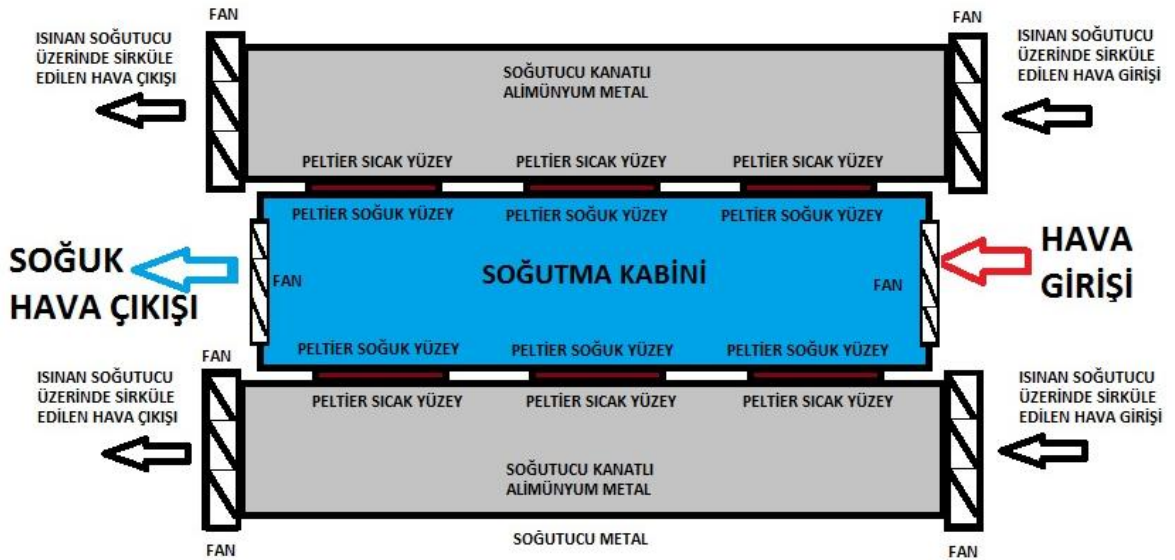 FAN
FAN
ISINAN SOĞUTUCU
ÜZERİNDE SİRKÜLE
EDİLEN HAVA ÇIKIŞI
SOĞUTUCU KANATLI
ALİMÜNYUM METAL
ISINAN SOĞUTUCU
ÜZERİNDE SİRKÜLE
EDİLEN HAVA GİRİŞİ
PELTİER SICAK YÜZEY
PELTİER SICAK YÜZEY
PELTİER SICAK YÜZEY
PELTİER SOĞUK YÜZEY
PELTİER SOĞUK YÜZEY
PELTİER SOĞUK YÜZEY
SOĞUK
HAVA ÇIKIŞI
FAN
SOĞUTMA KABİNİ
FAN
HAVA
GİRİŞİ
PELTİER SOĞUK YÜZEY
PELTİER SOĞUK YÜZEY
PELTİER SOĞUK YÜZEY
FAN
ISINAN SOĞUTUCU
ÜZERİNDE SİRKÜLE
EDİLEN HAVA ÇIKIŞI
PELTİER SICAK YÜZEY
PELTİER SICAK YÜZEY
PELTİER SICAK YÜZEY
ISINAN SOĞUTUCU
ÜZERİNDE SİRKÜLE
EDİLEN HAVA GİRİŞİ
SOĞUTUCU KANATLI
ALİMÜNYUM METAL
SOĞUTUCU METAL
FAN
FAN